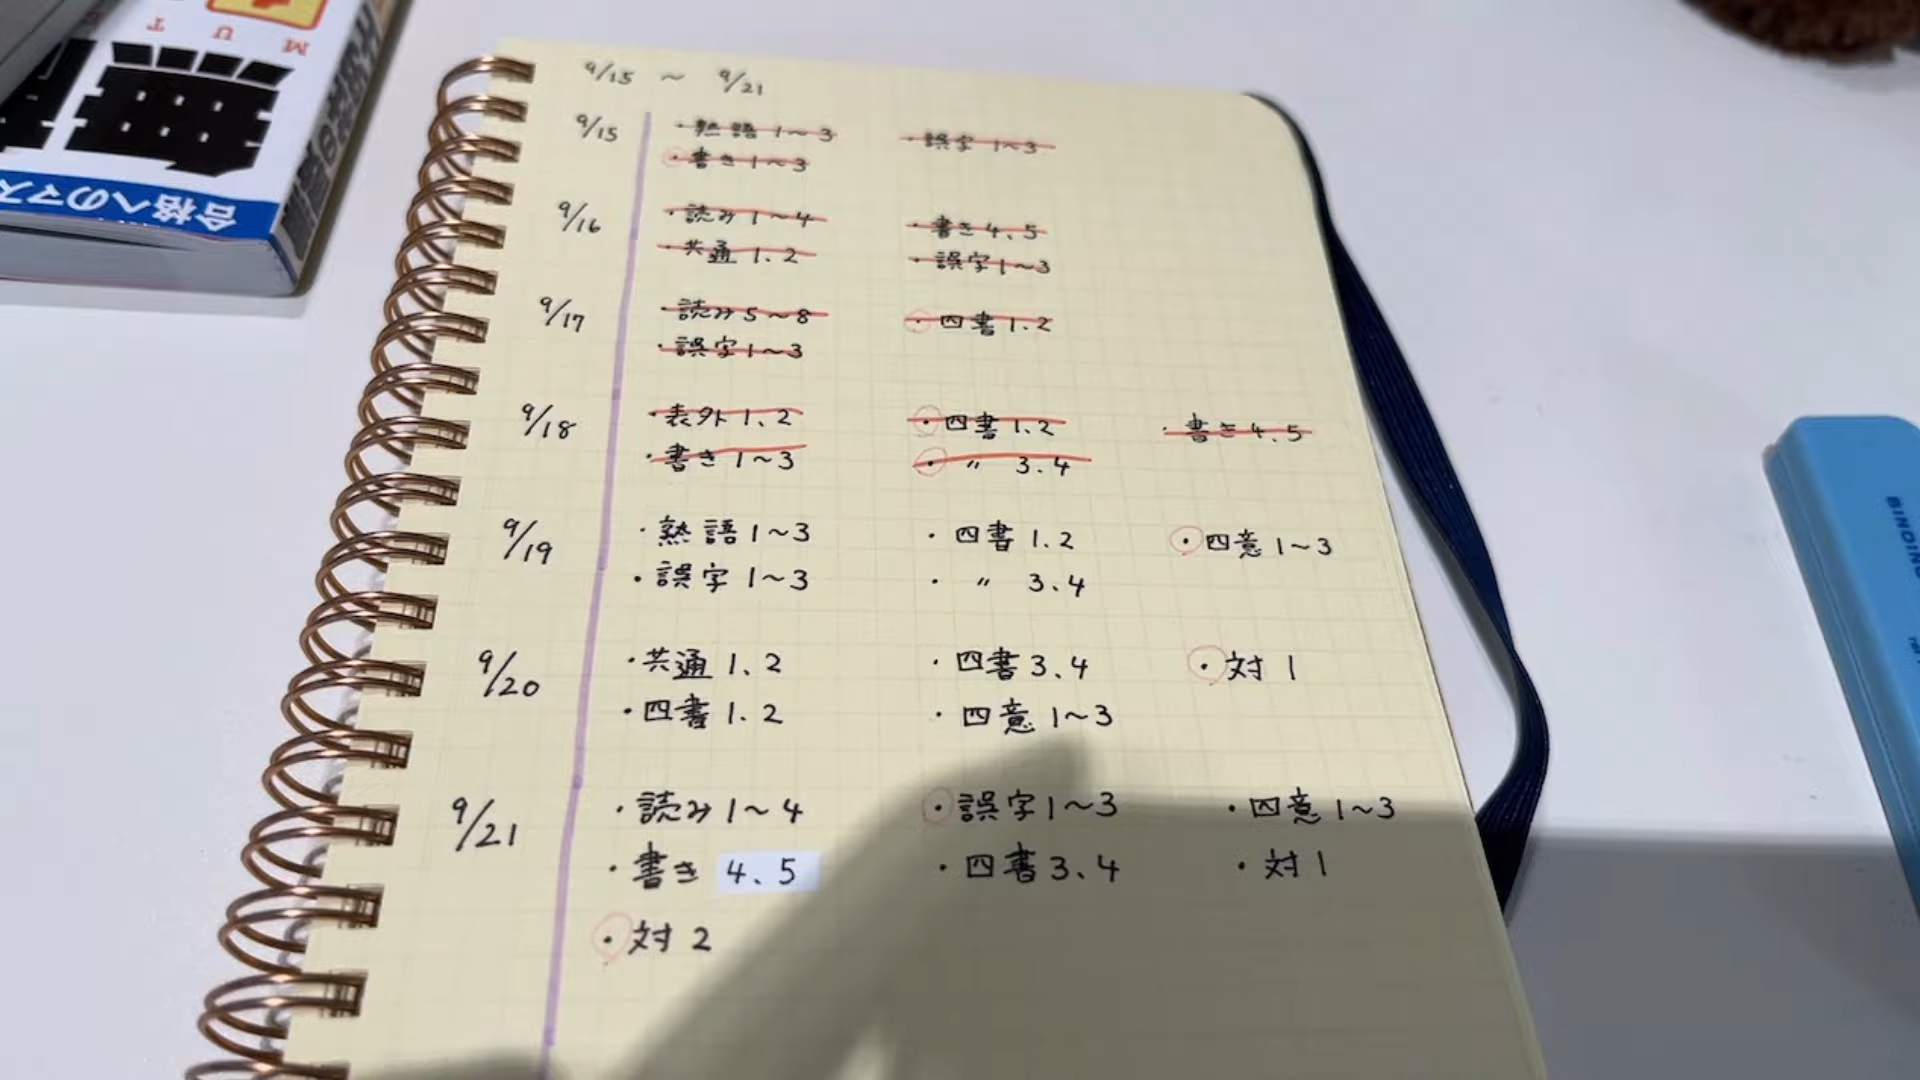 9/15 ~ 9/21
9/15
・熟語 1~3
・書き 1~3
・誤字 1~3
9/16
・読み 1~4
・共通 1.2
・書き 4、5
・誤字 1~3
9/17
・読み 5~8
・誤字 1~3
・四書 1.2
9/18
・表外 1、2
・書き 1~3
・四書 1.2
・〃 3.4
・書き 4.5
9/19
・熟語 1~3
・誤字 1~3
・四書 1.2
・〃 3.4
・四意 1~3
9/20
・共通 1.2
・四書 1.2
・四書 3.4
・四意 1~3
・対 1
9/21
・読み 1~4
・書き 4、5
・対 2
・誤字 1~3
・四書 3.4
・四意 1~3
・対 1
合格へのマス
M U T